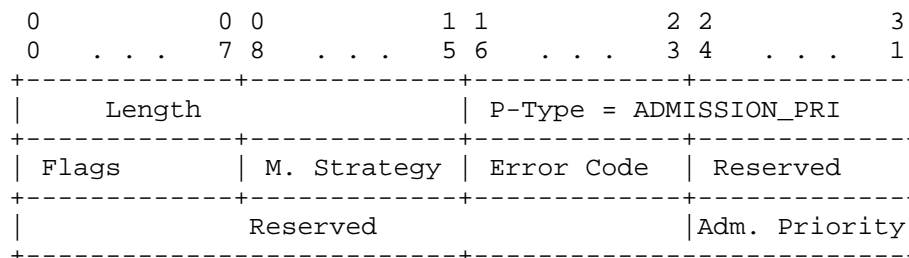 0             0 0           1 1           2 2           3
0   . . .   7 8   . . .   5 6   . . .   3 4   . . .   1
+-------------+-------------+-------------+-------------
|     Length                | P-Type = ADMISSION_PRI
+-------------+-------------+-------------+-------------
| Flags       | M. Strategy | Error Code  | Reserved
+-------------+-------------+-------------+-------------
|             Reserved                    |Adm. Priority
+---------------------------+---------------------------